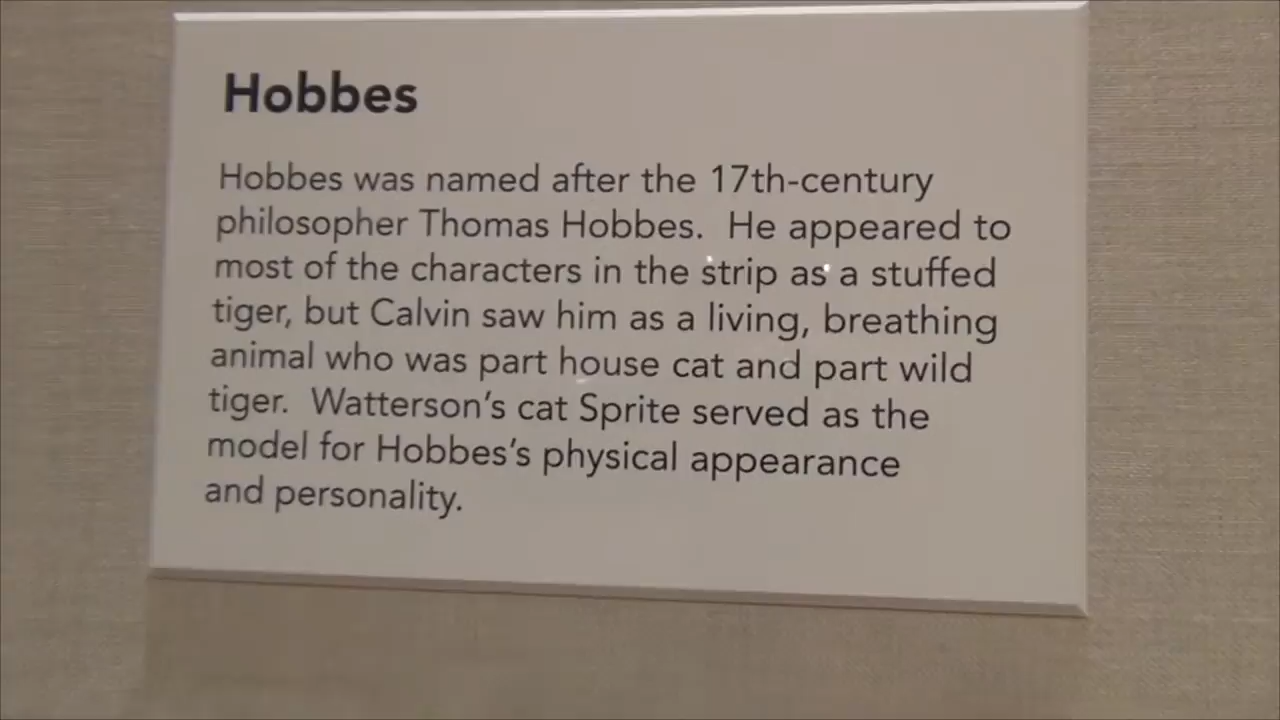 Hobbes
Hobbes was named after the 17th-century
philosopher Thomas Hobbes.  He appeared to
most of the characters in the strip as a stuffed
tiger, but Calvin saw him as a living, breathing
animal who was part house cat and part wild
tiger.  Watterson’s cat Sprite served as the
model for Hobbes’s physical appearance
and personality.